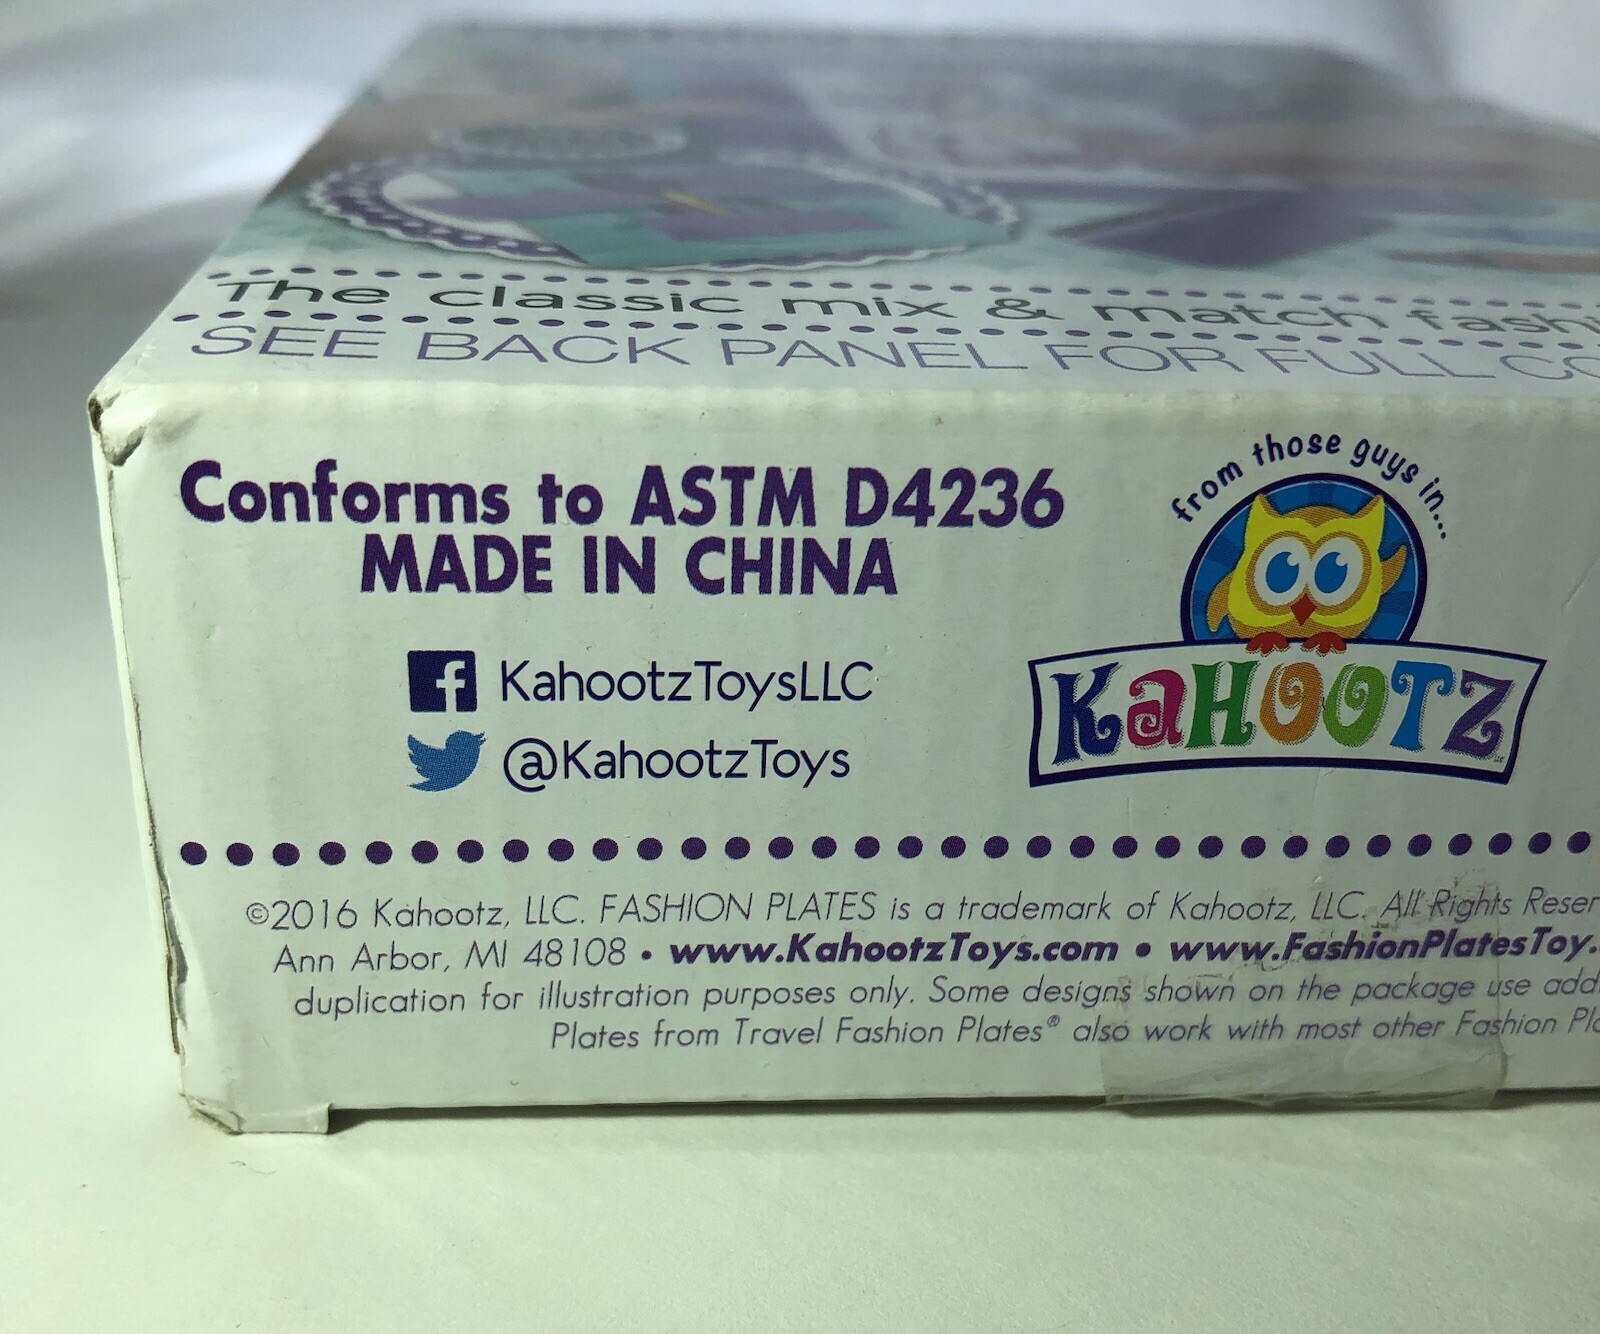 The classic mix & match fashi
SEE BACK PANEL FOR FULL CO
Conforms to ASTM D4236
MADE IN CHINA
KahootzToysLLC
@KahootzToys
from those guys in...
KaHOOTZ
©2016 Kahootz, LLC. FASHION PLATES is a trademark of Kahootz, LLC. All Rights Reser
Ann Arbor, MI 48108 • www.KahootzToys.com • www.FashionPlatesToy.
duplication for illustration purposes only. Some designs shown on the package use add
Plates from Travel Fashion Plates® also work with most other Fashion Pla